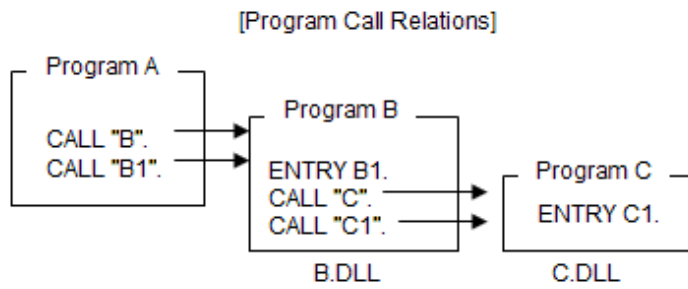 [Program Call Relations]
Program A
CALL "B".
CALL "B1".
Program B
ENTRY B1.
CALL "C".
CALL "C1".
B.DLL
Program C
ENTRY C1.
C.DLL